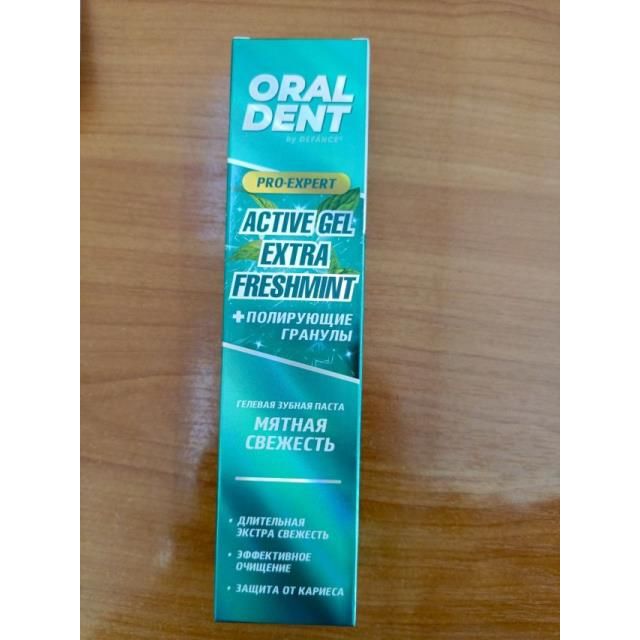 ORAL
DENT
by DEFANCE®
PRO-EXPERT
ACTIVE GEL
EXTRA
FRESHMINT
+ПОЛИРУЮЩИЕ
ГРАНУЛЫ
ГЕЛЕВАЯ ЗУБНАЯ ПАСТА
МЯТНАЯ
СВЕЖЕСТЬ
• ДЛИТЕЛЬНАЯ
ЭКСТРА СВЕЖЕСТЬ
• ЭФФЕКТИВНОЕ
ОЧИЩЕНИЕ
• ЗАЩИТА ОТ КАРИЕСА